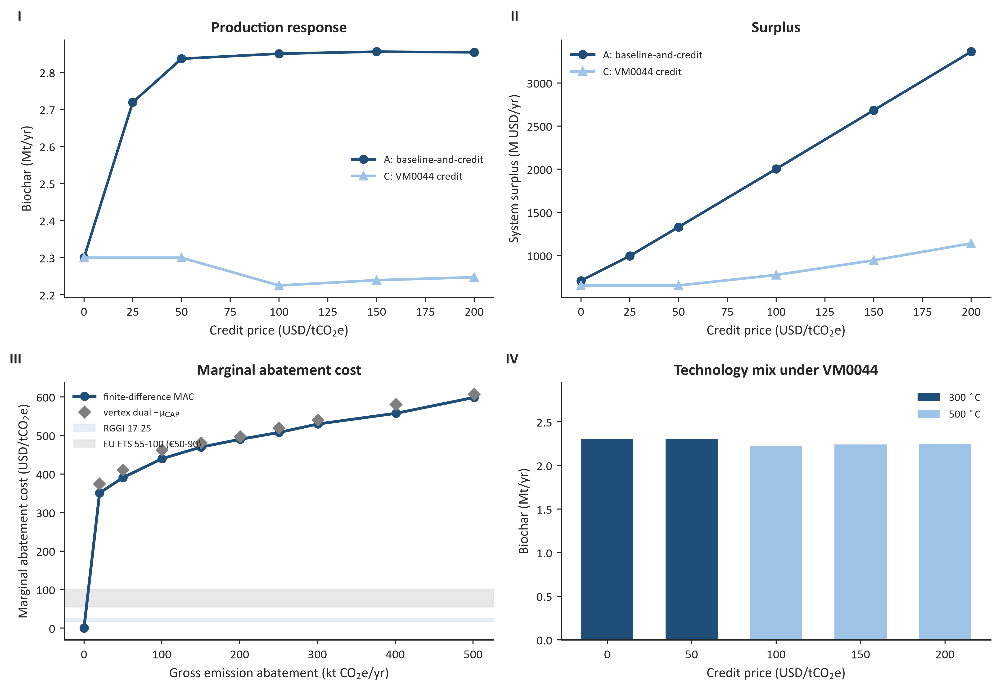 I
Production response
Biochar (Mt/yr)
2.8
2.7
2.6
2.5
2.4
2.3
2.2
A: baseline-and-credit
C: VM0044 credit
0 25 50 75 100 125 150 175 200
Credit price (USD/tCO₂e)
II
Surplus
System surplus (M USD/yr)
A: baseline-and-credit
C: VM0044 credit
3000
2500
2000
1500
1000
0 25 50 75 100 125 150 175 200
Credit price (USD/tCO₂e)
III
Marginal abatement cost
Marginal abatement cost (USD/tCO₂e)
finite-difference MAC
vertex dual −μCAP
RGGI 17-25
EU ETS 55-100 (€50-90)
600
500
400
300
200
100
0
0 100 200 300 400 500
Gross emission abatement (kt CO₂e/yr)
IV
Technology mix under VM0044
Biochar (Mt/yr)
300 °C
500 °C
2.5
2.0
1.5
1.0
0.5
0.0
0 50 100 150 200
Credit price (USD/tCO₂e)